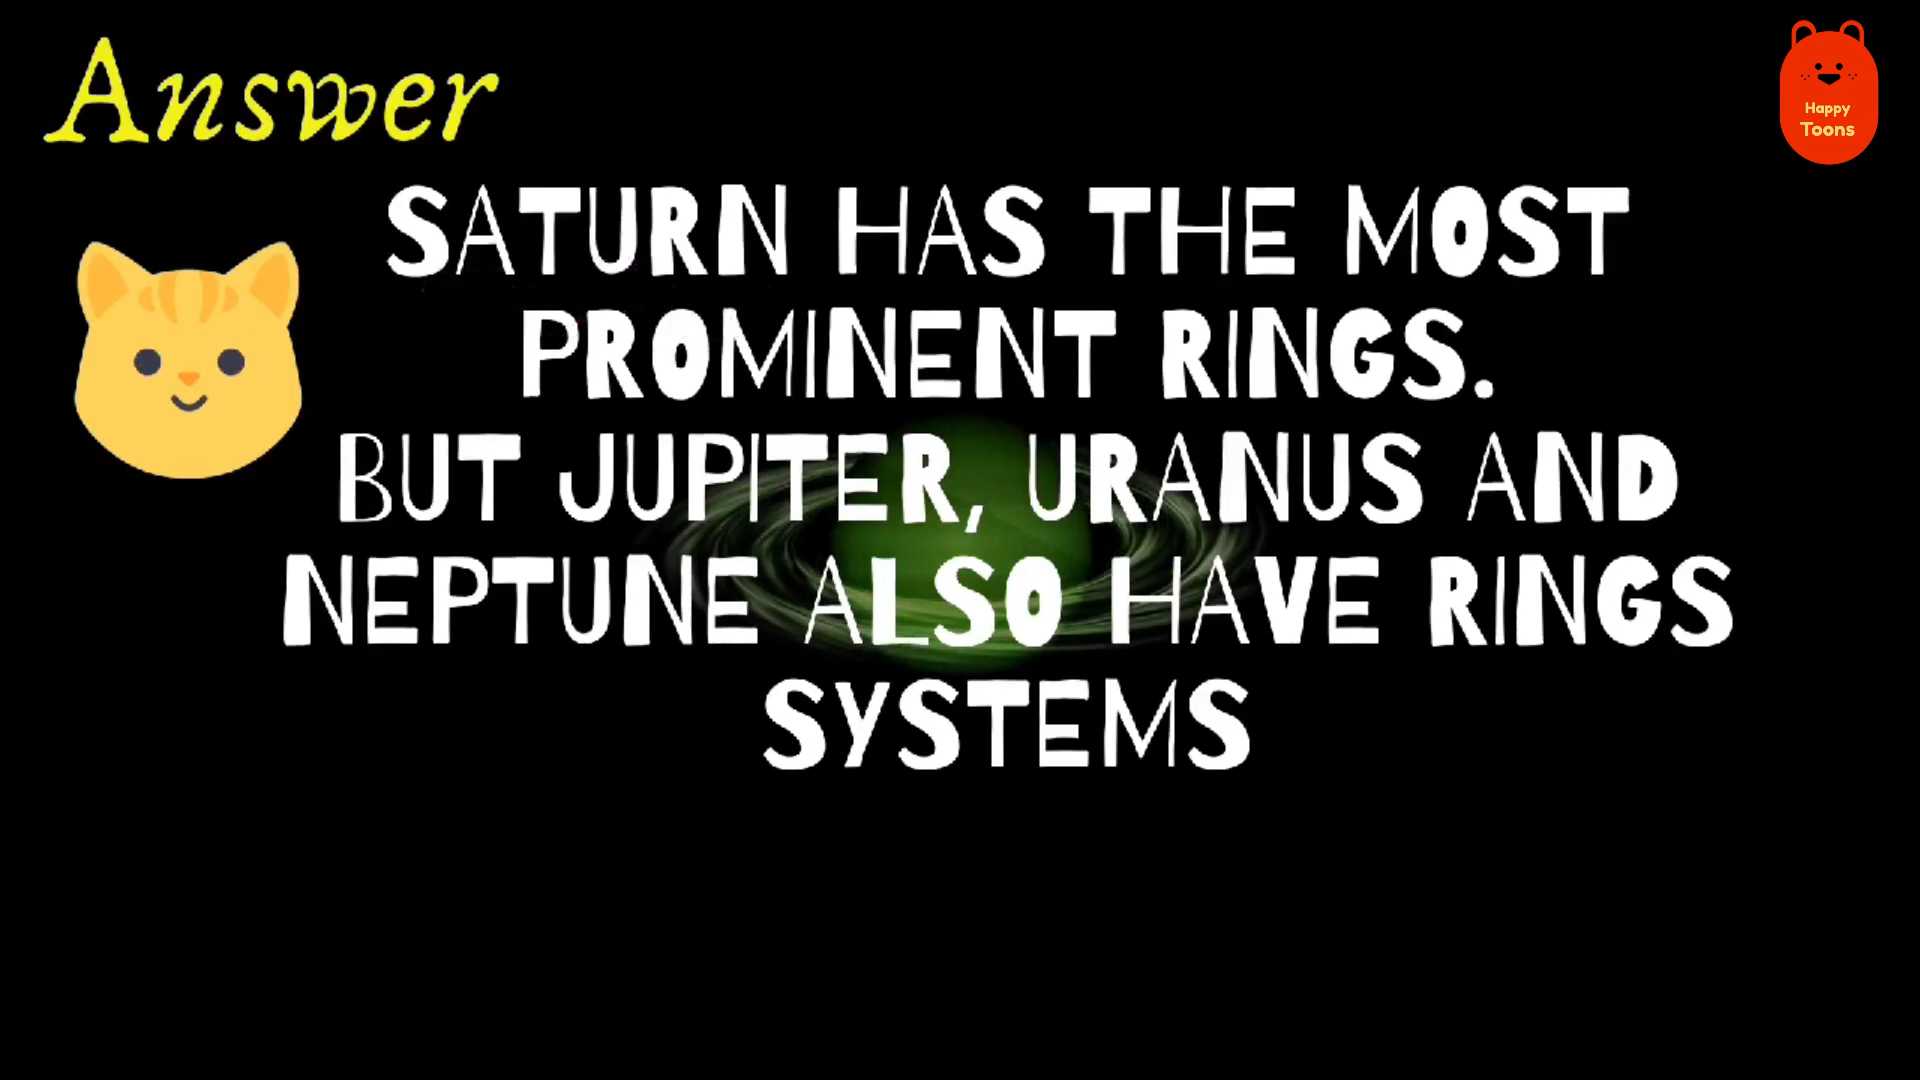 Answer
Happy
Toons
SATURN HAS THE MOST
PROMINENT RINGS.
BUT JUPITER, URANUS AND
NEPTUNE ALSO HAVE RINGS
SYSTEMS